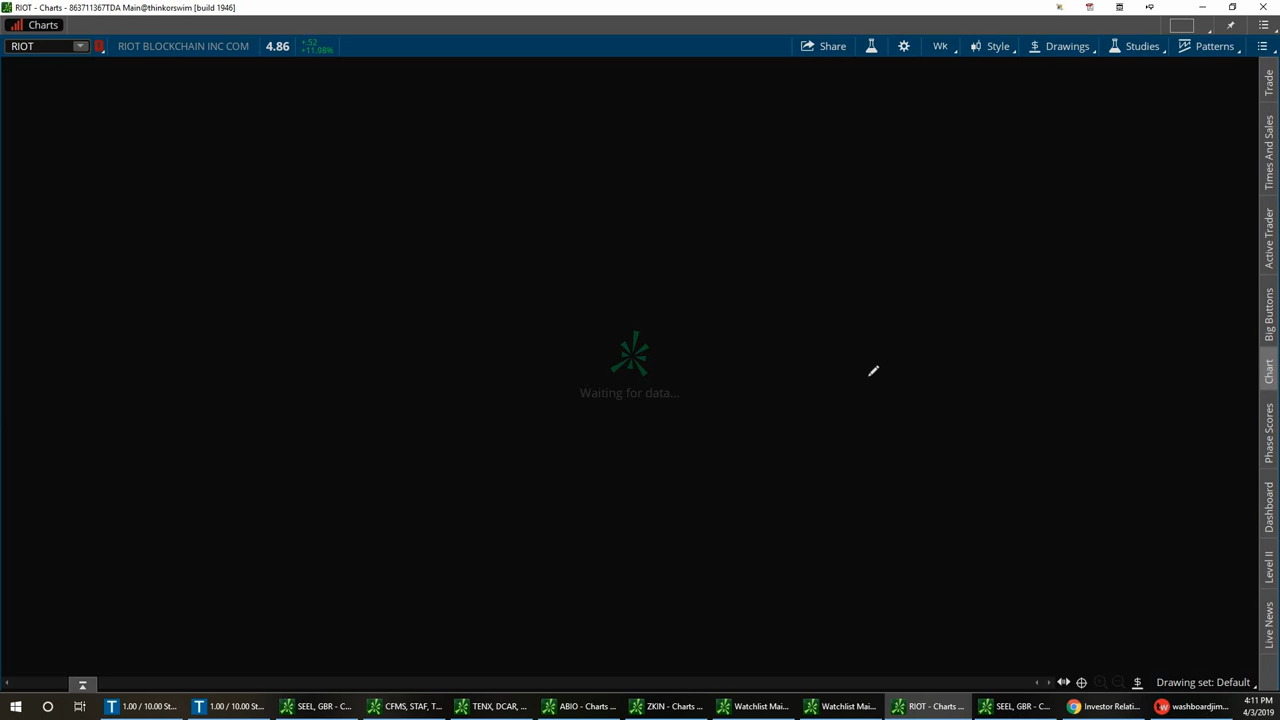 RIOT - Charts - 863711367TDA Main@thinkorswim [build 1946]
Charts
RIOT
RIOT BLOCKCHAIN INC COM
4.86
+.52
+11.98%
Share
Wk
Style
Drawings
Studies
Patterns
Trade
Times And Sales
Active Trader
Big Buttons
Chart
Phase Scores
Dashboard
Level II
Live News
Waiting for data...
Drawing set: Default
1.00 / 10.00 St...
1.00 / 10.00 St...
SEEL, GBR - C...
CFMS, STAF, T...
TENX, DCAR, ...
ABIO - Charts ...
ZKIN - Charts ...
Watchlist Mai...
Watchlist Mai...
RIOT - Charts ...
SEEL, GBR - C...
Investor Relati...
washboardjim...
4:11 PM
4/3/2019